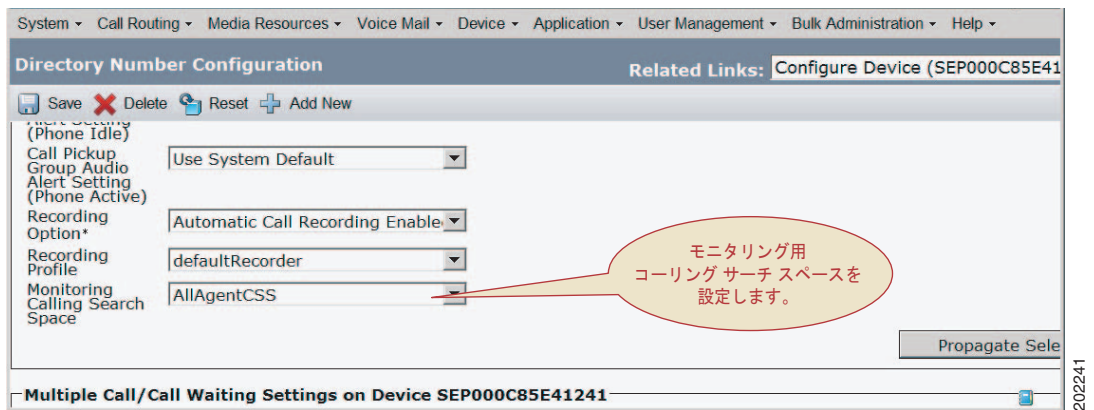 System Call Routing Media Resources Voice Mail Device Application User Management Bulk Administration Help
Directory Number Configuration
Related Links: Configure Device (SEP000C85E41
Save Delete Reset Add New
Alert Setting
(Phone Idle)
Call Pickup
Group Audio
Alert Setting
(Phone Active)
Use System Default
Recording
Option*
Automatic Call Recording Enable
Recording
Profile
defaultRecorder
Monitoring
Calling Search
Space
AllAgentCSS
モニタリング用
コーリング サーチ スペースを
設定します。
Propagate Sele
Multiple Call/Call Waiting Settings on Device SEP000C85E41241
202241